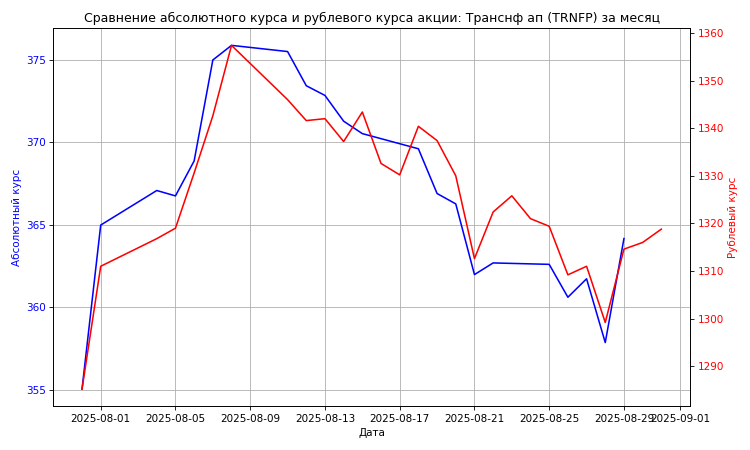 Сравнение абсолютного курса и рублевого курса акции: Транснф ап (TRNFP) за месяц
Абсолютный курс
375
370
365
360
355
1360
1350
1340
1330
1320
1310
1300
1290
Рублевый курс
2025-08-01 2025-08-05 2025-08-09 2025-08-13 2025-08-17 2025-08-21 2025-08-25 2025-08-29 2025-09-01
Дата